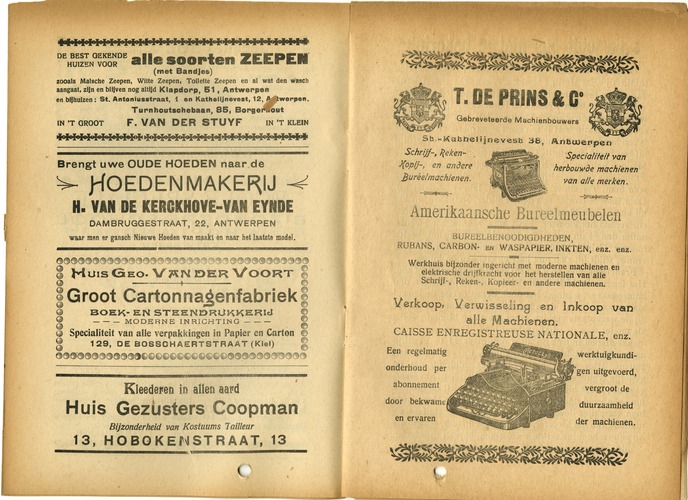 DE BEST GEKENDE
HUIZEN VOOR
alle soorten ZEEPEN
(met Bandjes)
zooals Malsche Zeepen, Witte Zeepen, Toilette Zeepen en al wat den wasch
aangaat, zijn en blijven nog altijd Klapdorp, 51, Antwerpen
en bijhuizen: St. Antoniusstraat, 1 en Kathelijnevest, 12, Antwerpen.
Turnhoutschebaan, 85, Borgerhout
IN 'T GROOT F. VAN DER STUYF IN 'T KLEIN
Brengt uwe OUDE HOEDEN naar de
HOEDENMAKERIJ
H. VAN DE KERCKHOVE-VAN EYNDE
DAMBRUGGESTRAAT, 22, ANTWERPEN
waar men er gansch Nieuwe Hoeden van maakt en naar het laatste model.
HUIS GEO. VAN DER VOORT
Groot Cartonnagenfabriek
BOEK- EN STEENDRUKKERIJ
MODERNE INRICHTING
Specialiteit van alle verpakkingen in Papier en Carton
129, DE BOSSCHAERTSTRAAT (Kiel)
Kleederen in allen aard
Huis Gezusters Coopman
Bijzonderheid van Kostuums Tailleur
13, HOBOKENSTRAAT, 13
T. DE PRINS & Co
Gebreveteerde Machienbouwers
St.-Kathelijnevest 38, Antwerpen
Schrijf-, Reken-
Kopij-, en andere
Bureelmachienen.
Specialiteit van
herbouwde machienen
van alle merken.
Amerikaansche Bureelmeubelen
BUREELBENOODIGDHEDEN,
RUBANS, CARBON- EN WASPAPIER, INKTEN, enz. enz.
Werkhuis bijzonder ingericht met moderne machienen en
elektrische drijfkracht voor het herstellen van alle
Schrijf-, Reken-, Kopieer- en andere machienen.
Verkoop, Verwisseling en Inkoop van
alle Machienen.
CAISSE ENREGISTREUSE NATIONALE, enz.
Een regelmatig
onderhoud per
abonnement
door bekwame
en ervaren
werktuigkundi-
gen uitgevoerd,
vergroot de
duurzaamheid
der machienen.